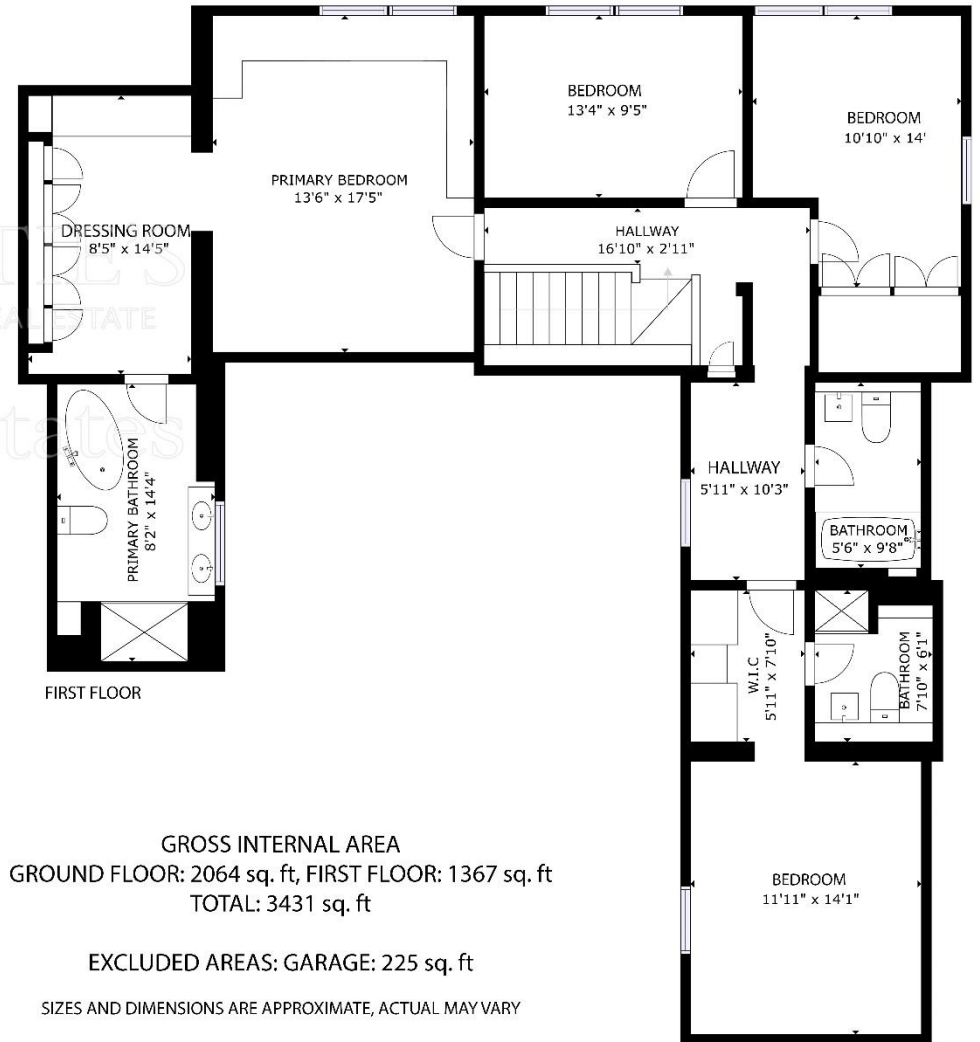 BEDROOM
13'4" x 9'5"
BEDROOM
10'10" x 14'
PRIMARY BEDROOM
13'6" x 17'5"
DRESSING ROOM
8'5" x 14'5"
HALLWAY
16'10" x 2'11"
ESTATE
states
PRIMARY BATHROOM
8'2" x 14'4"
HALLWAY
5'11" x 10'3"
BATHROOM
5'6" x 9'8"
W.I.C
5'11" x 7'10"
BATHROOM
7'10" x 6'1"
FIRST FLOOR
BEDROOM
11'11" x 14'1"
GROSS INTERNAL AREA
GROUND FLOOR: 2064 sq. ft, FIRST FLOOR: 1367 sq. ft
TOTAL: 3431 sq. ft
EXCLUDED AREAS: GARAGE: 225 sq. ft
SIZES AND DIMENSIONS ARE APPROXIMATE, ACTUAL MAY VARY